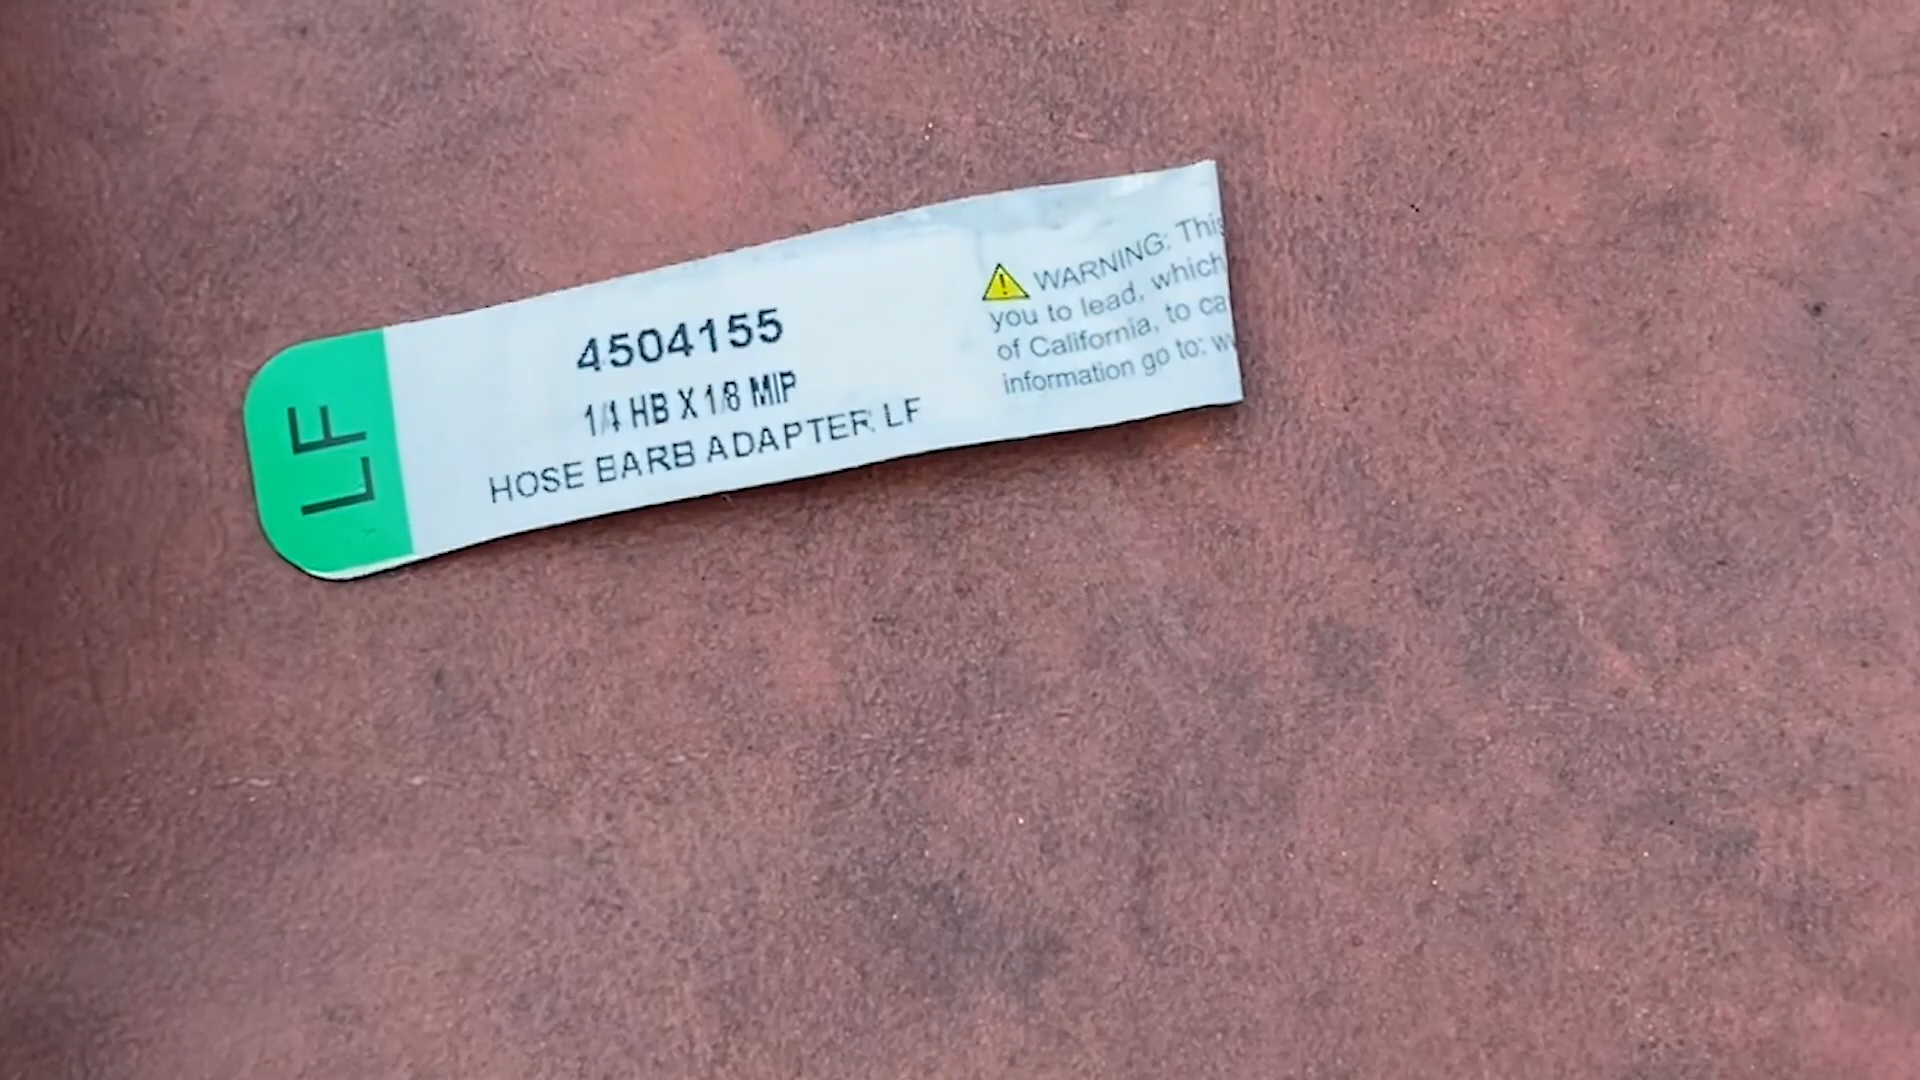 LF
4504155
1/4 HB X 1/8 MIP
HOSE BARB ADAPTER LF
WARNING: This
you to lead, which
of California, to ca
information go to: w